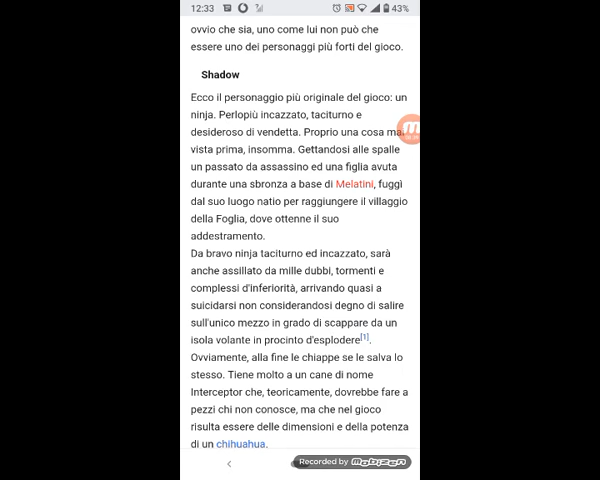 12:33
43%
ovvio che sia, uno come lui non può che
essere uno dei personaggi più forti del gioco.
Shadow
Ecco il personaggio più originale del gioco: un
ninja. Perlopiù incazzato, taciturno e
desideroso di vendetta. Proprio una cosa mai
vista prima, insomma. Gettandosi alle spalle
un passato da assassino ed una figlia avuta
durante una sbronza a base di Melatini, fuggì
dal suo luogo natio per raggiungere il villaggio
della Foglia, dove ottenne il suo
addestramento.
Da bravo ninja taciturno ed incazzato, sarà
anche assillato da mille dubbi, tormenti e
complessi d'inferiorità, arrivando quasi a
suicidarsi non considerandosi degno di salire
sull'unico mezzo in grado di scappare da un
isola volante in procinto d'esplodere[1].
Ovviamente, alla fine le chiappe se le salva lo
stesso. Tiene molto a un cane di nome
Interceptor che, teoricamente, dovrebbe fare a
pezzi chi non conosce, ma che nel gioco
risulta essere delle dimensioni e della potenza
di un chihuahua.
Recorded by mobizen